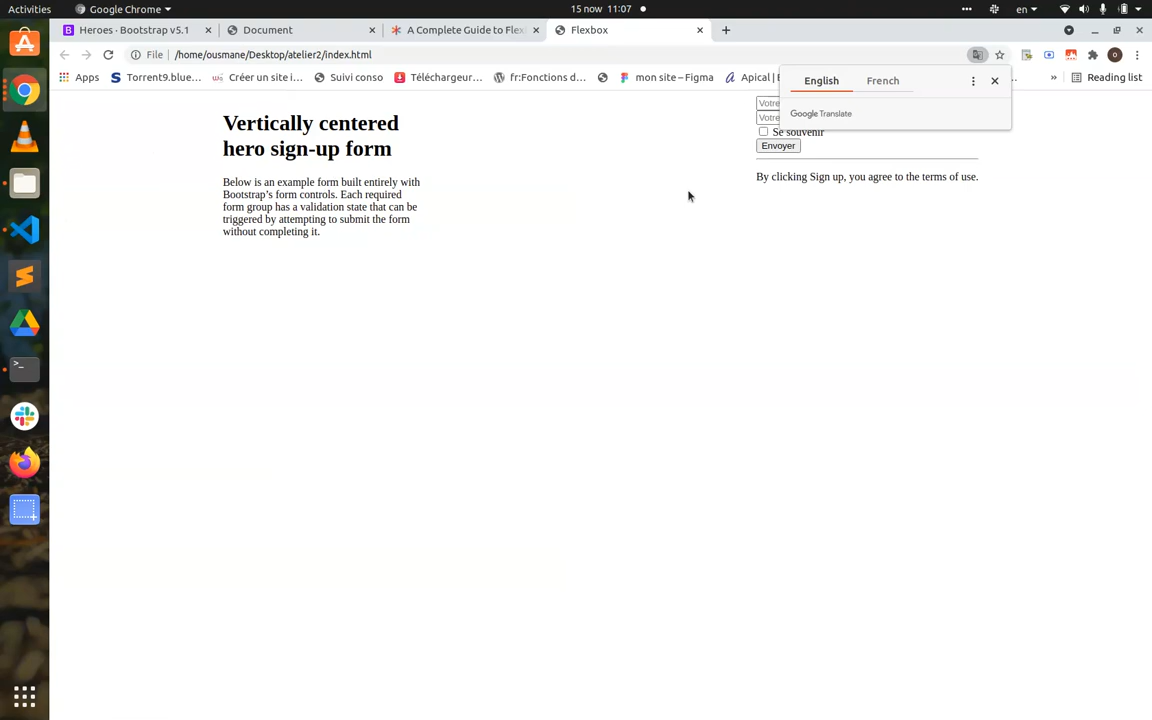 Activities
Google Chrome
15 now 11:07
en
Heroes · Bootstrap v5.1
Document
A Complete Guide to Flex
Flexbox
File
/home/ousmane/Desktop/atelier2/index.html
Apps
Torrent9.blue...
Créer un site i...
Suivi conso
Téléchargeur...
fr:Fonctions d...
mon site – Figma
Apical |
»
Reading list
English
French
Google Translate
Vertically centered
hero sign-up form
Below is an example form built entirely with
Bootstrap's form controls. Each required
form group has a validation state that can be
triggered by attempting to submit the form
without completing it.
Votre
Votre
Se souvenir
Envoyer
By clicking Sign up, you agree to the terms of use.